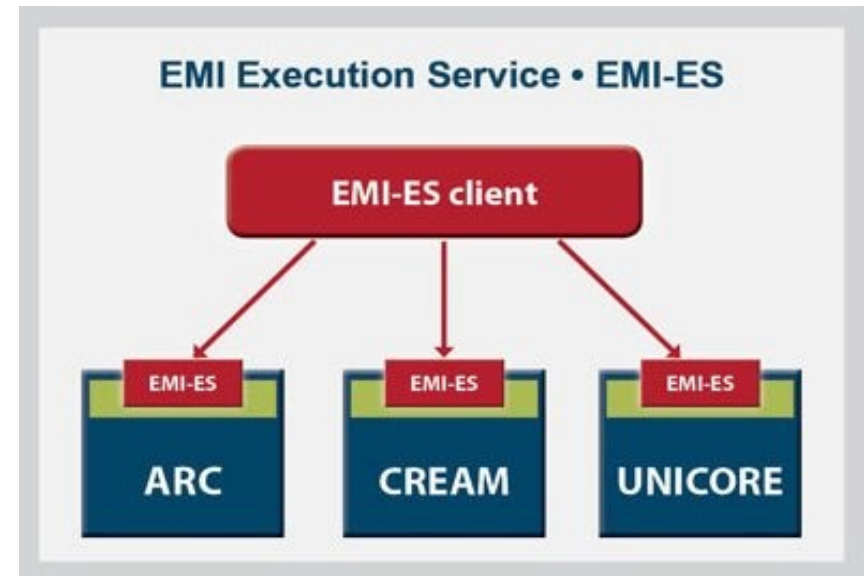 EMI Execution Service • EMI-ES
EMI-ES client
EMI-ES EMI-ES EMI-ES
ARC CREAM UNICORE